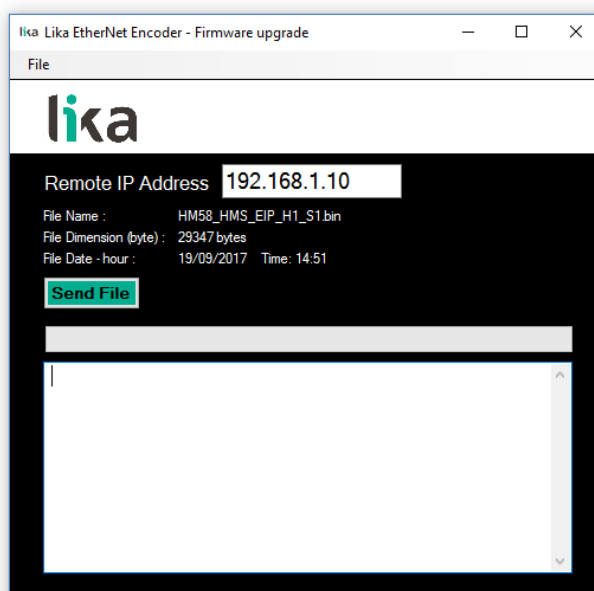 lika Lika EtherNet Encoder - Firmware upgrade
File
lika
Remote IP Address 192.168.1.10
File Name : HM58_HMS_EIP_H1_S1.bin
File Dimension (byte) : 29347 bytes
File Date - hour : 19/09/2017 Time: 14:51
Send File